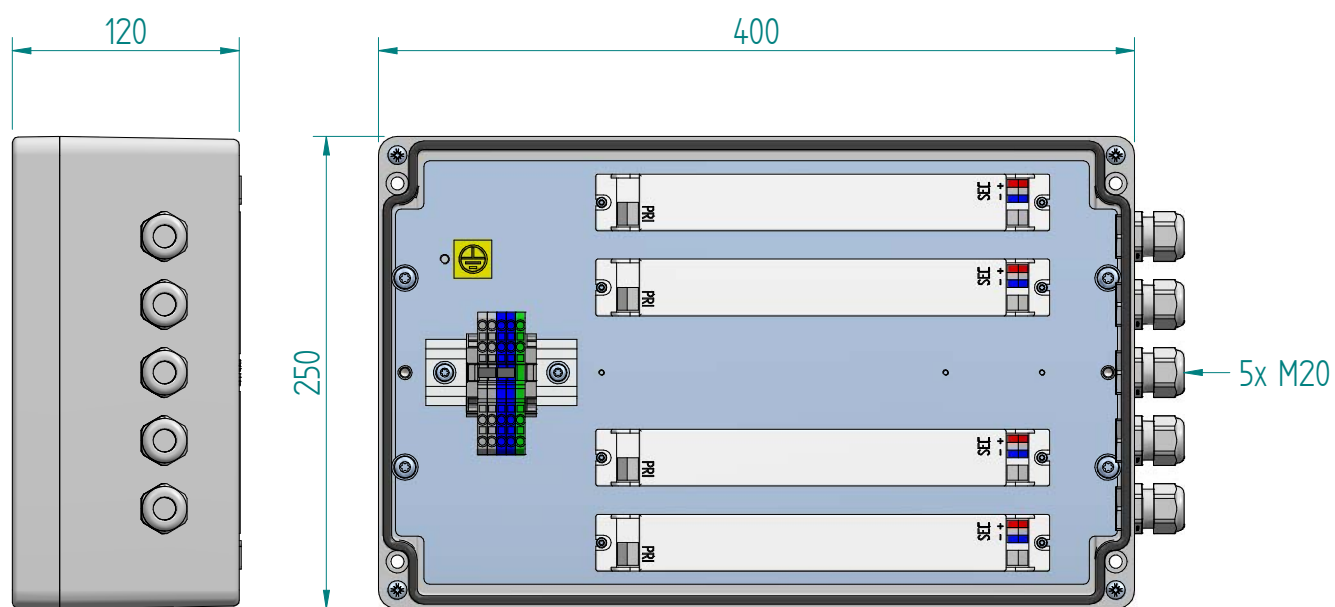 120
400
250
5x M20
PRI
SEC + -
PRI
SEC + -
PRI
SEC + -
PRI
SEC + -